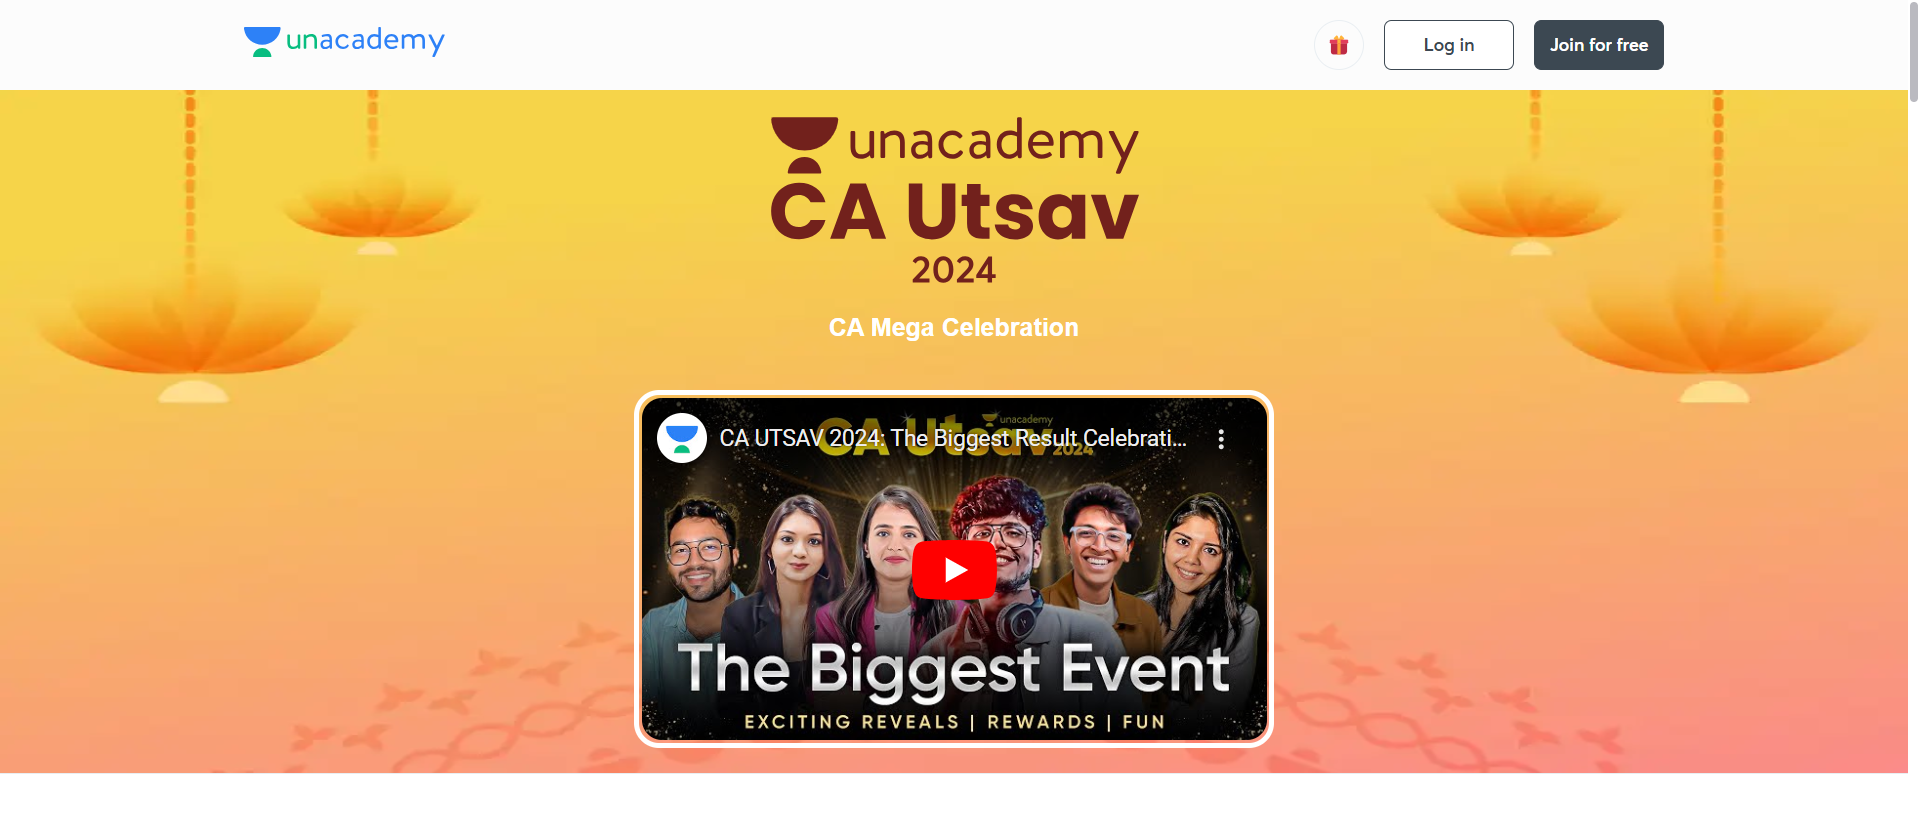 unacademy
Log in
Join for free
unacademy
CA Utsav
2024
CA Mega Celebration
unacademy
CA Utsav
2024
CA UTSAV 2024: The Biggest Result Celebrati...
The Biggest Event
EXCITING REVEALS | REWARDS | FUN